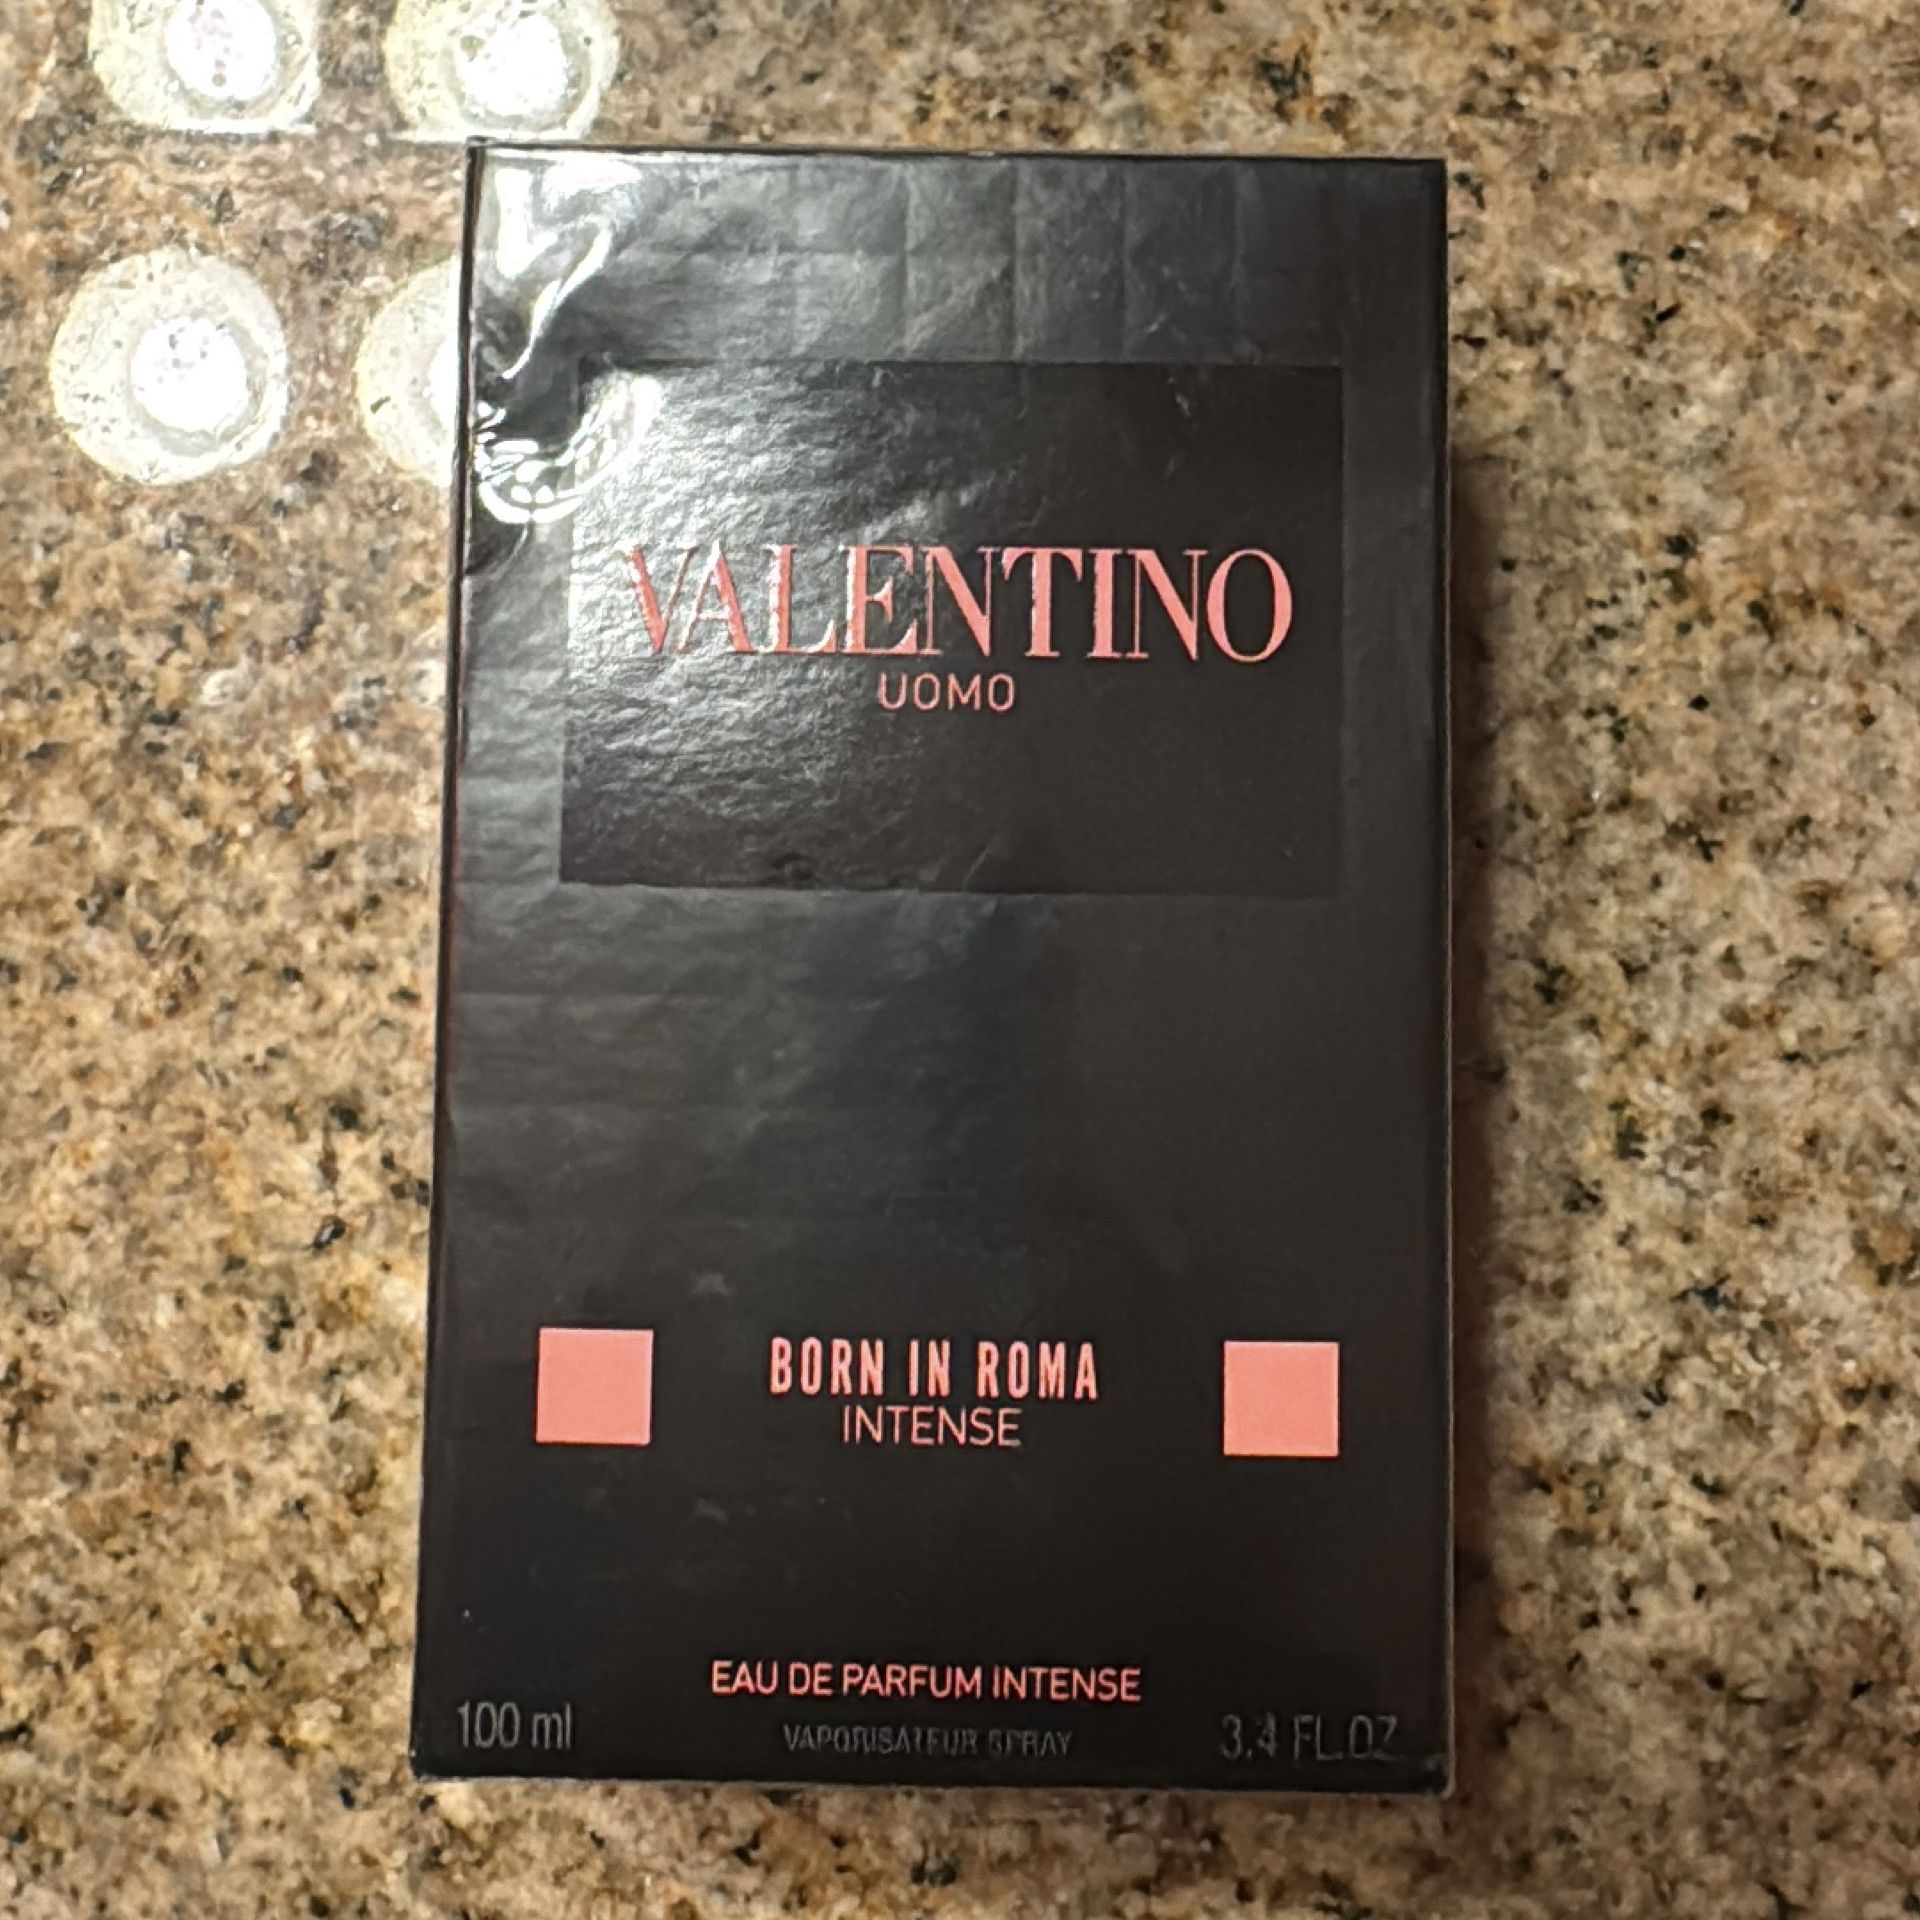 VALENTINO
UOMO
BORN IN ROMA
INTENSE
EAU DE PARFUM INTENSE
100 ml VAPORISATEUR SPRAY 3.4 FL.OZ